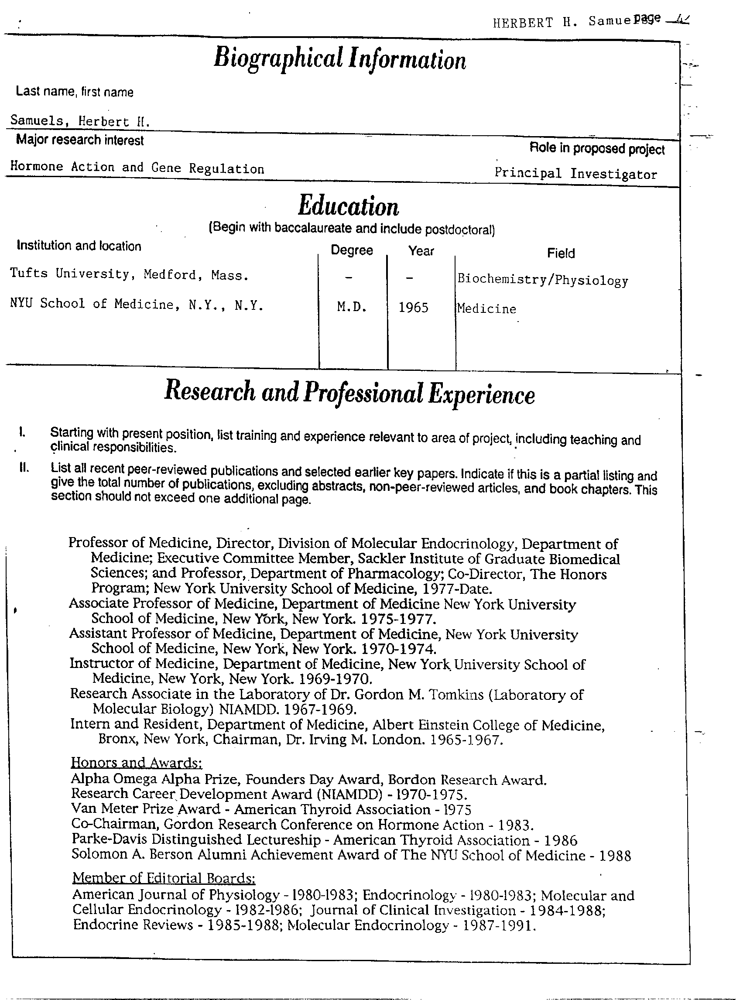 HERBERT H. Samuels page
Biographical Information
Last name, first name
Samuels, Herbert H.
Major research interest
Role in proposed project
Hormone Action and Gene Regulation
Principal Investigator
Education
(Begin with baccalaureate and include postdoctoral)
Institution and location Degree Year Field
Tufts University, Medford, Mass. - - Biochemistry/Physiology
NYU School of Medicine, N.Y., N.Y. M.D. 1965 Medicine
Research and Professional Experience
I. Starting with present position, list training and experience relevant to area of project, including teaching and
clinical responsibilities.
II. List all recent peer-reviewed publications and selected earlier key papers. Indicate if this is a partial listing and
give the total number of publications, excluding abstracts, non-peer-reviewed articles, and book chapters. This
section should not exceed one additional page.
Professor of Medicine, Director, Division of Molecular Endocrinology, Department of
Medicine; Executive Committee Member, Sackler Institute of Graduate Biomedical
Sciences; and Professor, Department of Pharmacology; Co-Director, The Honors
Program; New York University School of Medicine, 1977-Date.
Associate Professor of Medicine, Department of Medicine New York University
School of Medicine, New York, New York. 1975-1977.
Assistant Professor of Medicine, Department of Medicine, New York University
School of Medicine, New York, New York. 1970-1974.
Instructor of Medicine, Department of Medicine, New York University School of
Medicine, New York, New York. 1969-1970.
Research Associate in the Laboratory of Dr. Gordon M. Tomkins (Laboratory of
Molecular Biology) NIAMDD. 1967-1969.
Intern and Resident, Department of Medicine, Albert Einstein College of Medicine,
Bronx, New York, Chairman, Dr. Irving M. London. 1965-1967.
Honors and Awards:
Alpha Omega Alpha Prize, Founders Day Award, Bordon Research Award.
Research Career Development Award (NIAMDD) - 1970-1975.
Van Meter Prize Award - American Thyroid Association - 1975
Co-Chairman, Gordon Research Conference on Hormone Action - 1983.
Parke-Davis Distinguished Lectureship - American Thyroid Association - 1986
Solomon A. Berson Alumni Achievement Award of The NYU School of Medicine - 1988
Member of Editorial Boards:
American Journal of Physiology - 1980-1983; Endocrinology - 1980-1983; Molecular and
Cellular Endocrinology - 1982-1986; Journal of Clinical Investigation - 1984-1988;
Endocrine Reviews - 1985-1988; Molecular Endocrinology - 1987-1991.